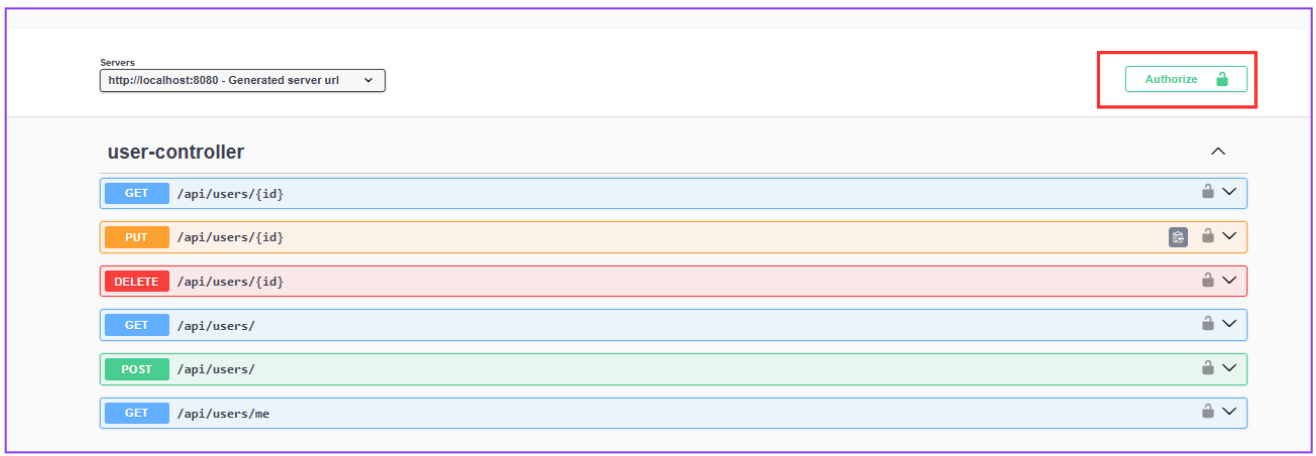 Servers
http://localhost:8080 - Generated server url
Authorize
user-controller
GET /api/users/{id}
PUT /api/users/{id}
DELETE /api/users/{id}
GET /api/users/
POST /api/users/
GET /api/users/me